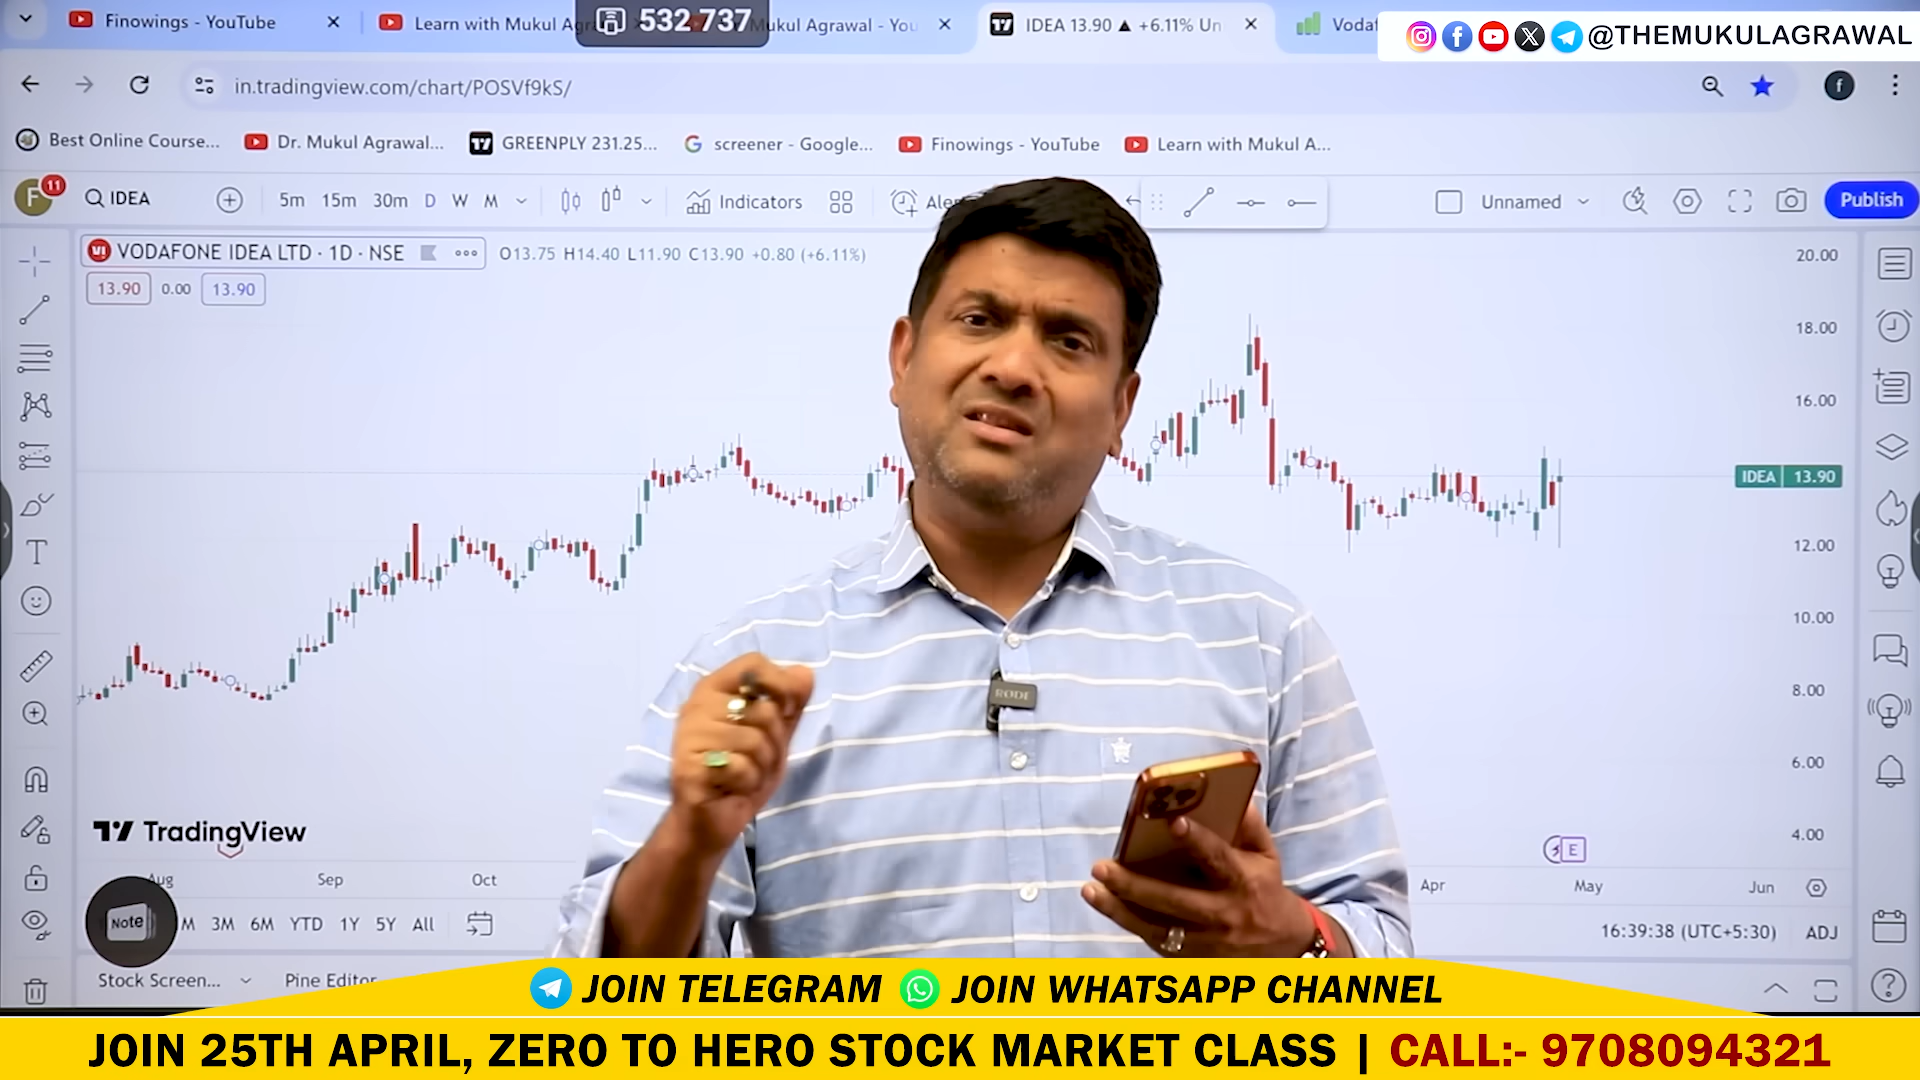 Finowings - YouTube
Learn with Mukul Agra
532 737
Mukul Agrawal - You
IDEA 13.90 ▲ +6.11% Un
Vodaf
@THEMUKULAGRAWAL
in.tradingview.com/chart/POSVf9kS/
f
Best Online Course...
Dr. Mukul Agrawal...
GREENPLY 231.25...
screener - Google...
Finowings - YouTube
Learn with Mukul A...
F
11
IDEA
5m 15m 30m D W M
Indicators
Ale
Unnamed
Publish
VODAFONE IDEA LTD · 1D · NSE
O13.75 H14.40 L11.90 C13.90 +0.80 (+6.11%)
13.90 0.00 13.90
20.00
18.00
16.00
IDEA 13.90
12.00
10.00
8.00
6.00
4.00
RODE
TradingView
E
Aug Sep Oct Apr May Jun
Note
M 3M 6M YTD 1Y 5Y All
16:39:38 (UTC+5:30) ADJ
Stock Screen...
Pine Editor
JOIN TELEGRAM JOIN WHATSAPP CHANNEL
JOIN 25TH APRIL, ZERO TO HERO STOCK MARKET CLASS | CALL:- 9708094321